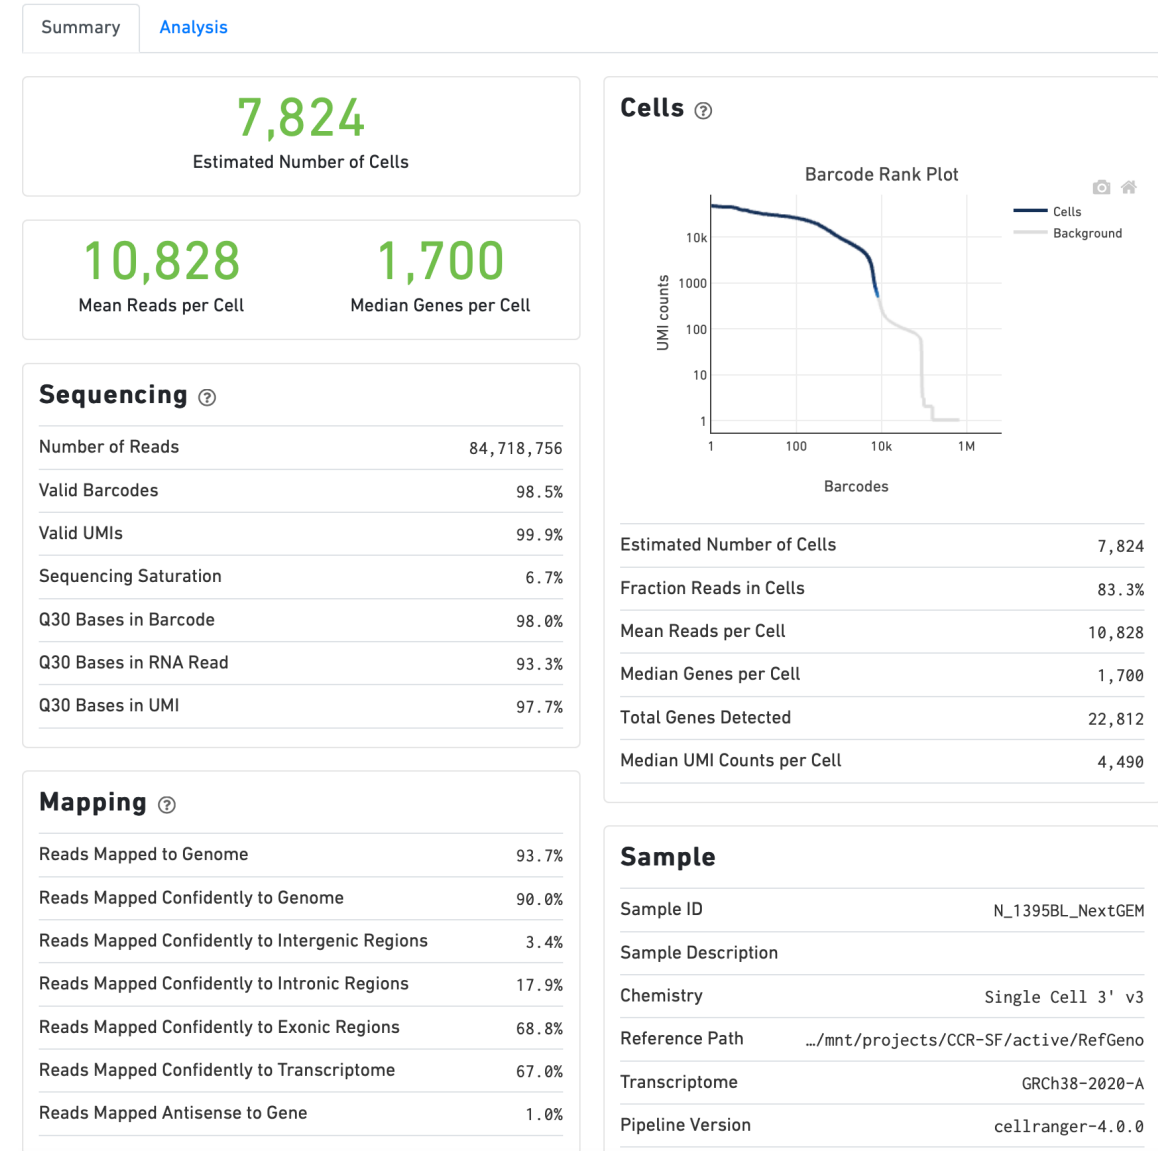 Summary
Analysis
7,824
Estimated Number of Cells
10,828
Mean Reads per Cell
1,700
Median Genes per Cell
Sequencing ?
Number of Reads 84,718,756
Valid Barcodes 98.5%
Valid UMIs 99.9%
Sequencing Saturation 6.7%
Q30 Bases in Barcode 98.0%
Q30 Bases in RNA Read 93.3%
Q30 Bases in UMI 97.7%
Mapping ?
Reads Mapped to Genome 93.7%
Reads Mapped Confidently to Genome 90.0%
Reads Mapped Confidently to Intergenic Regions 3.4%
Reads Mapped Confidently to Intronic Regions 17.9%
Reads Mapped Confidently to Exonic Regions 68.8%
Reads Mapped Confidently to Transcriptome 67.0%
Reads Mapped Antisense to Gene 1.0%
Cells ?
Barcode Rank Plot
Cells
Background
UMI counts
10k
1000
100
10
1
1 100 10k 1M
Barcodes
Estimated Number of Cells 7,824
Fraction Reads in Cells 83.3%
Mean Reads per Cell 10,828
Median Genes per Cell 1,700
Total Genes Detected 22,812
Median UMI Counts per Cell 4,490
Sample
Sample ID N_1395BL_NextGEM
Sample Description
Chemistry Single Cell 3' v3
Reference Path …/mnt/projects/CCR-SF/active/RefGeno
Transcriptome GRCh38-2020-A
Pipeline Version cellranger-4.0.0